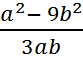 a² − 9b²
3ab